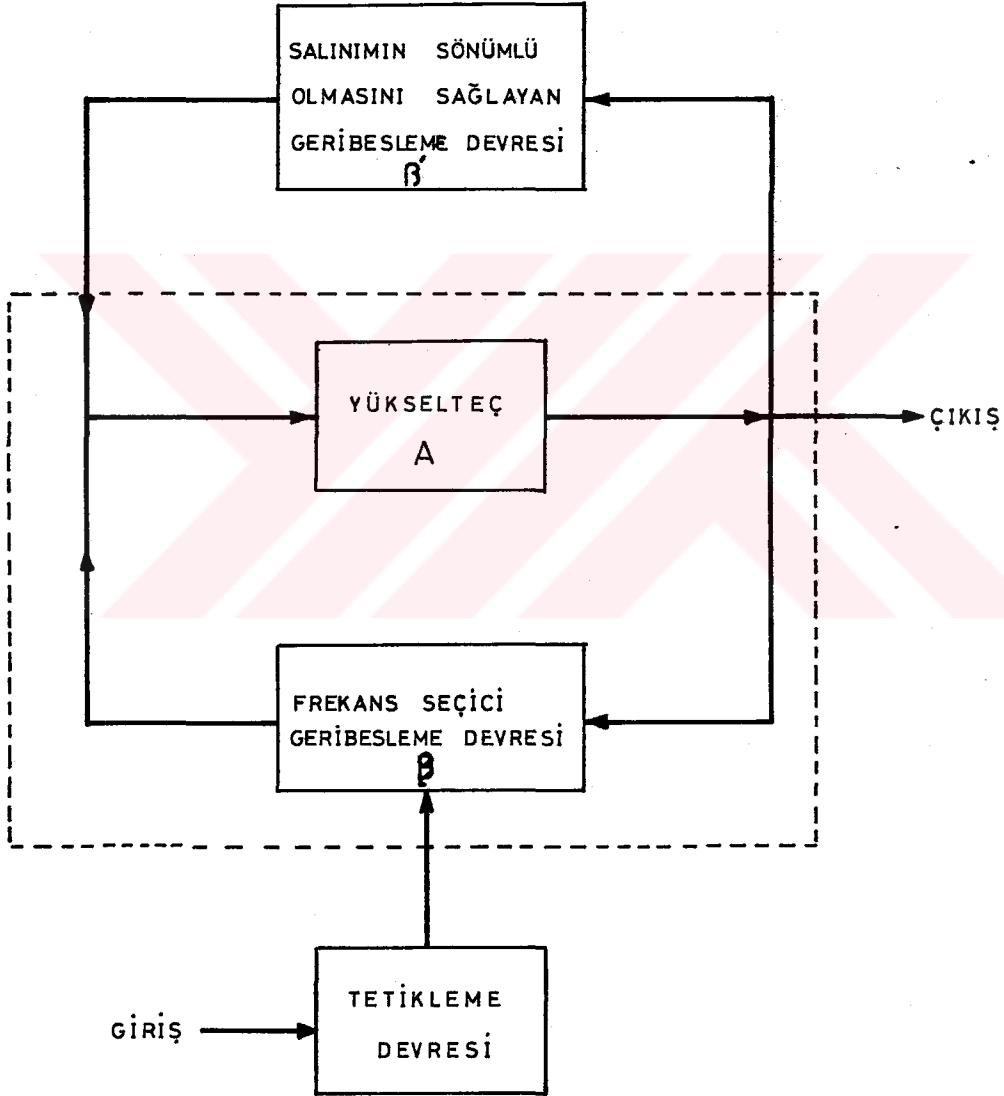 SALINIMIN SÖNÜMLÜ
OLMASINI SAĞLAYAN
GERİBESLEME DEVRESİ
β′
YÜKSELTEÇ
A
ÇIKIŞ
FREKANS SEÇİCİ
GERİBESLEME DEVRESİ
β
TETİKLEME
DEVRESİ
GİRİŞ